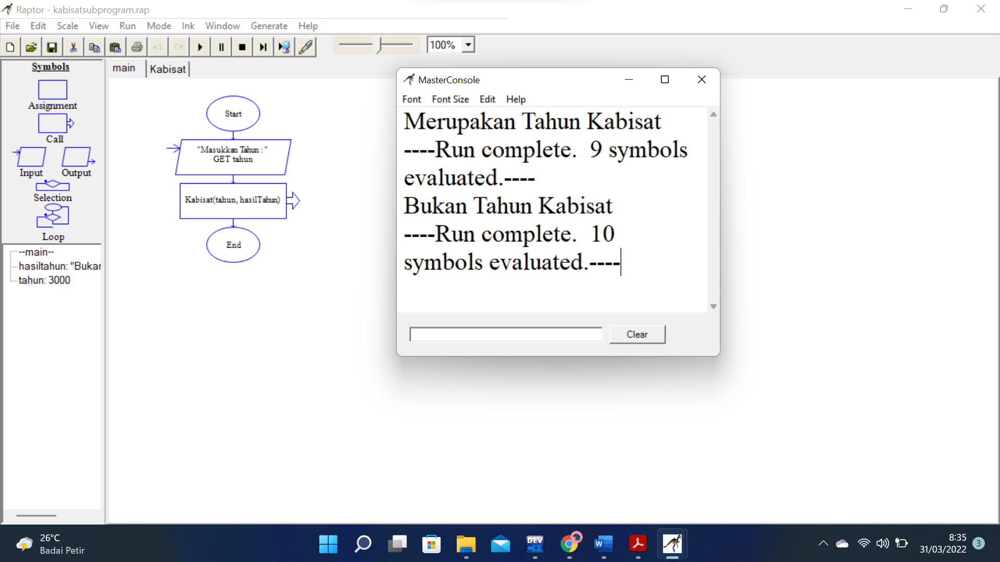 Raptor - kabisatsubprogram.rap
File Edit Scale View Run Mode Ink Window Generate Help
100%
Symbols
Assignment
Call
Input Output
Selection
Loop
main Kabisat
Start
"Masukkan Tahun : "
GET tahun
Kabisat(tahun, hasilTahun)
End
--main--
hasiltahun: "Bukan
tahun: 3000
MasterConsole
Font Font Size Edit Help
Merupakan Tahun Kabisat
----Run complete.  9 symbols
evaluated.----
Bukan Tahun Kabisat
----Run complete.  10
symbols evaluated.----
Clear
26°C
Badai Petir
DEV
C++
W
8:35
31/03/2022
3